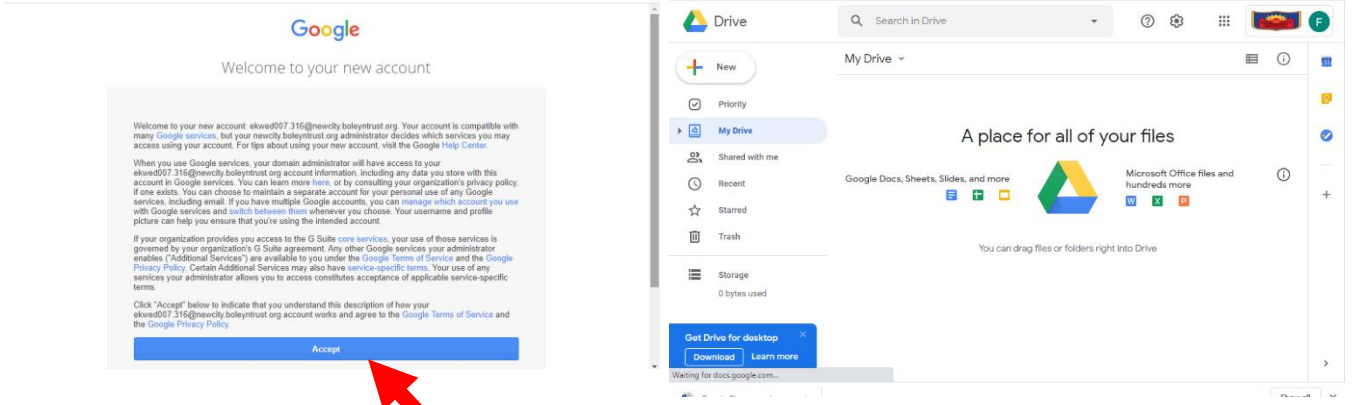 Google
Welcome to your new account
Welcome to your new account: ekwed007.316@newcity.boleyntrust.org. Your account is compatible with
many Google services, but your newcity.boleyntrust.org administrator decides which services you may
access using your account. For tips about using your new account, visit the Google Help Center.
When you use Google services, your domain administrator will have access to your
ekwed007.316@newcity.boleyntrust.org account information, including any data you store with this
account in Google services. You can learn more here, or by consulting your organization's privacy policy,
if one exists. You can choose to maintain a separate account for your personal use of any Google
services, including email. If you have multiple Google accounts, you can manage which account you use
with Google services and switch between them whenever you choose. Your username and profile
picture can help you ensure that you're using the intended account.
If your organization provides you access to the G Suite core services, your use of those services is
governed by your organization's G Suite agreement. Any other Google services your administrator
enables ("Additional Services") are available to you under the Google Terms of Service and the Google
Privacy Policy. Certain Additional Services may also have service-specific terms. Your use of any
services your administrator allows you to access constitutes acceptance of applicable service-specific
terms.
Click "Accept" below to indicate that you understand this description of how your
ekwed007.316@newcity.boleyntrust.org account works and agree to the Google Terms of Service and
the Google Privacy Policy.
Accept
Drive
Search in Drive
F
New
My Drive
Priority
My Drive
Shared with me
Recent
Starred
Trash
Storage
0 bytes used
A place for all of your files
Google Docs, Sheets, Slides, and more
Microsoft Office files and
hundreds more
W X P
You can drag files or folders right into Drive
31
Get Drive for desktop
Download Learn more
Waiting for docs.google.com...
Show all